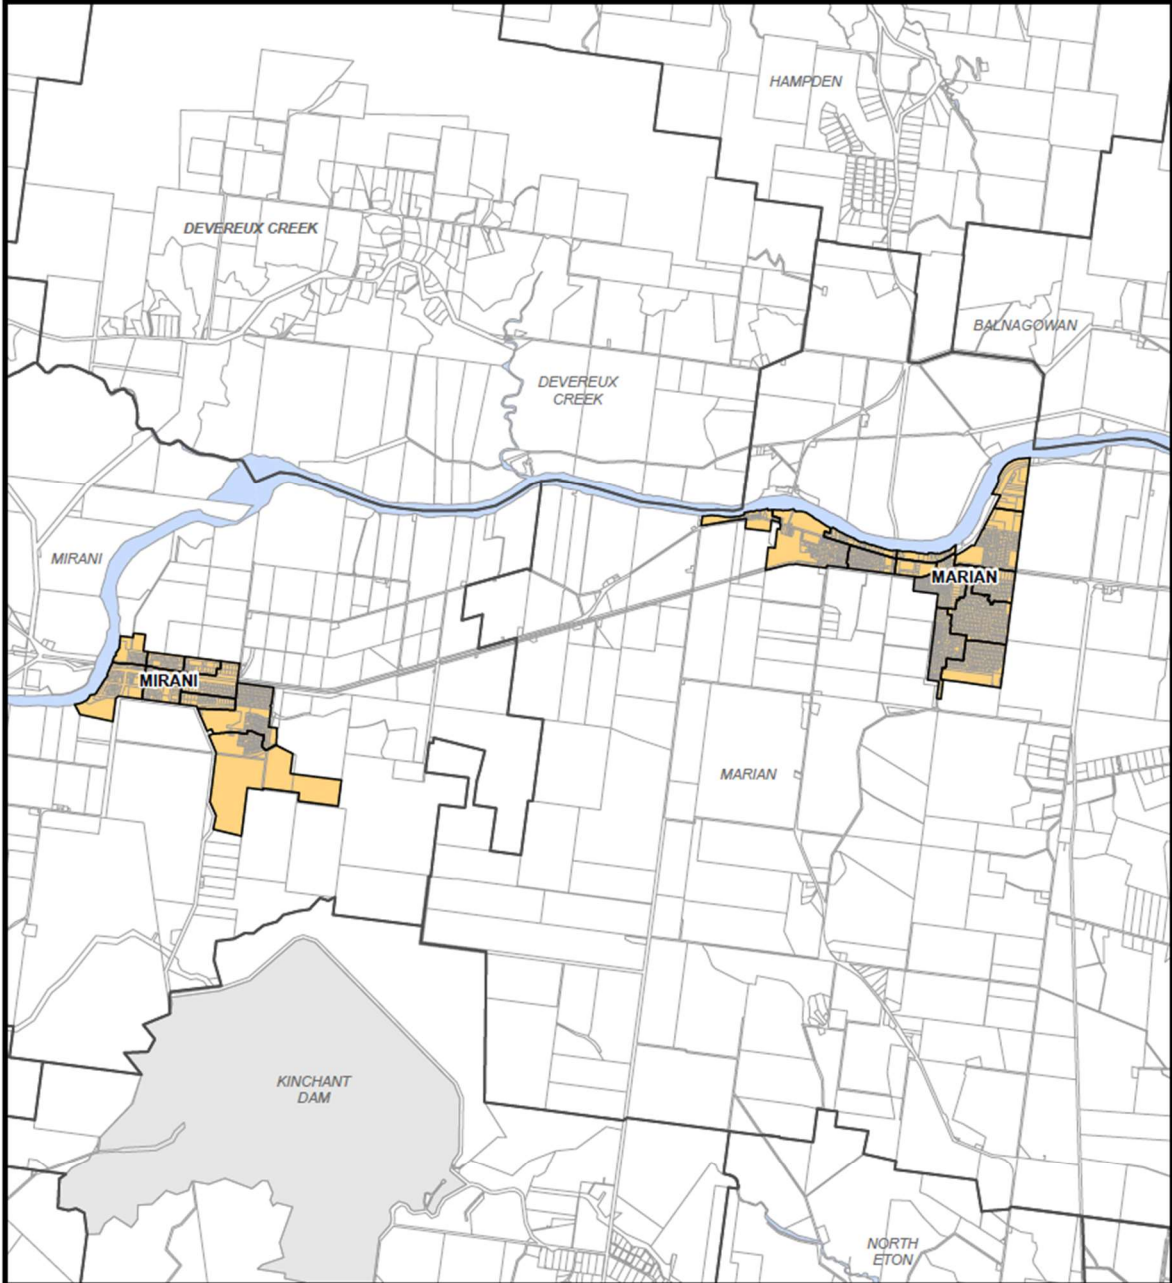 HAMPDEN
DEVEREUX CREEK
BALNAGOWAN
DEVEREUX
CREEK
MIRANI
MARIAN
MIRANI
MARIAN
KINCHANT
DAM
NORTH
ETON